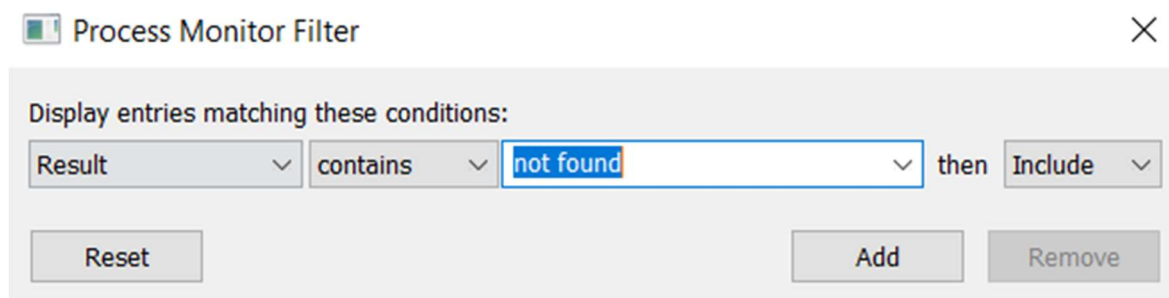 Process Monitor Filter
Display entries matching these conditions:
Result contains not found then Include
Reset Add Remove